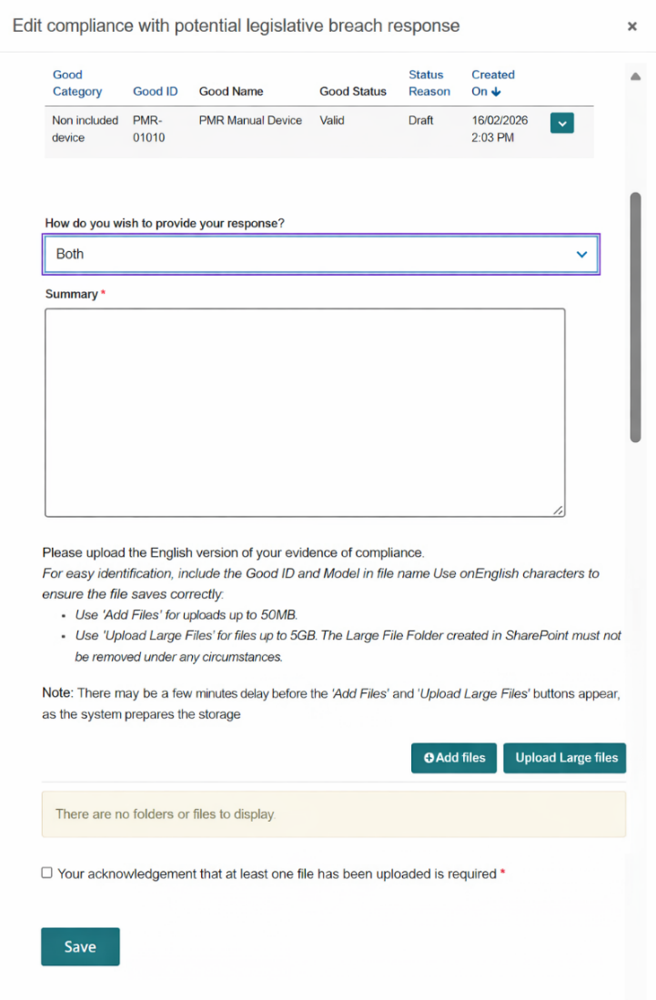 Edit compliance with potential legislative breach response ×
Good Category Good ID Good Name Good Status Status Reason Created On ↓
Non included device PMR-01010 PMR Manual Device Valid Draft 16/02/2026 2:03 PM
How do you wish to provide your response?
Both
Summary *
Please upload the English version of your evidence of compliance.
For easy identification, include the Good ID and Model in file name Use onEnglish characters to
ensure the file saves correctly:
• Use 'Add Files' for uploads up to 50MB.
• Use 'Upload Large Files' for files up to 5GB. The Large File Folder created in SharePoint must not
be removed under any circumstances.
Note: There may be a few minutes delay before the 'Add Files' and 'Upload Large Files' buttons appear,
as the system prepares the storage
Add files Upload Large files
There are no folders or files to display.
Your acknowledgement that at least one file has been uploaded is required *
Save